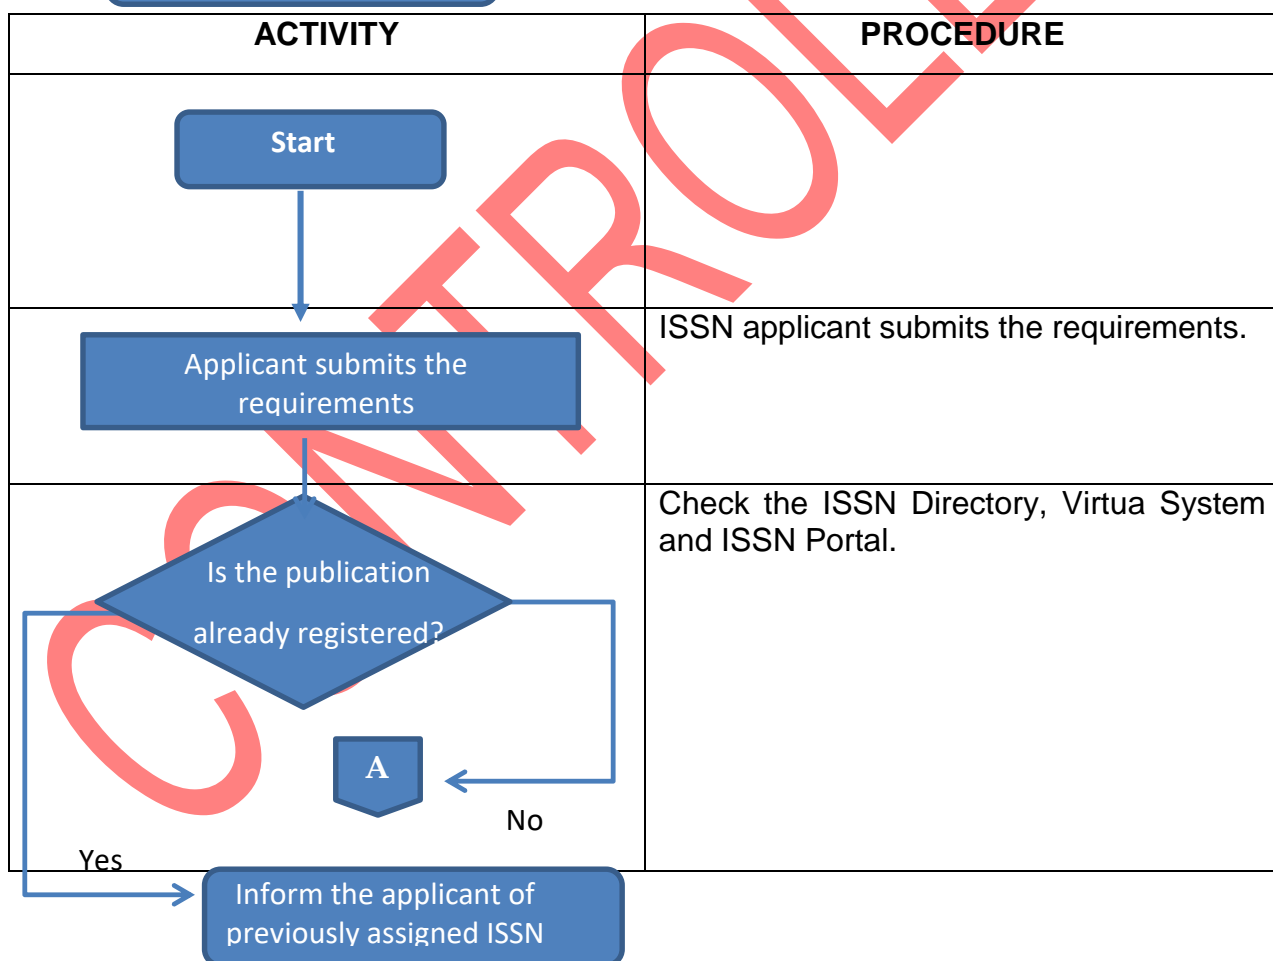 ACTIVITY
PROCEDURE
Start
Applicant submits the
requirements
ISSN applicant submits the requirements.
Is the publication
already registered?
Check the ISSN Directory, Virtua System
and ISSN Portal.
A
No
Yes
Inform the applicant of
previously assigned ISSN